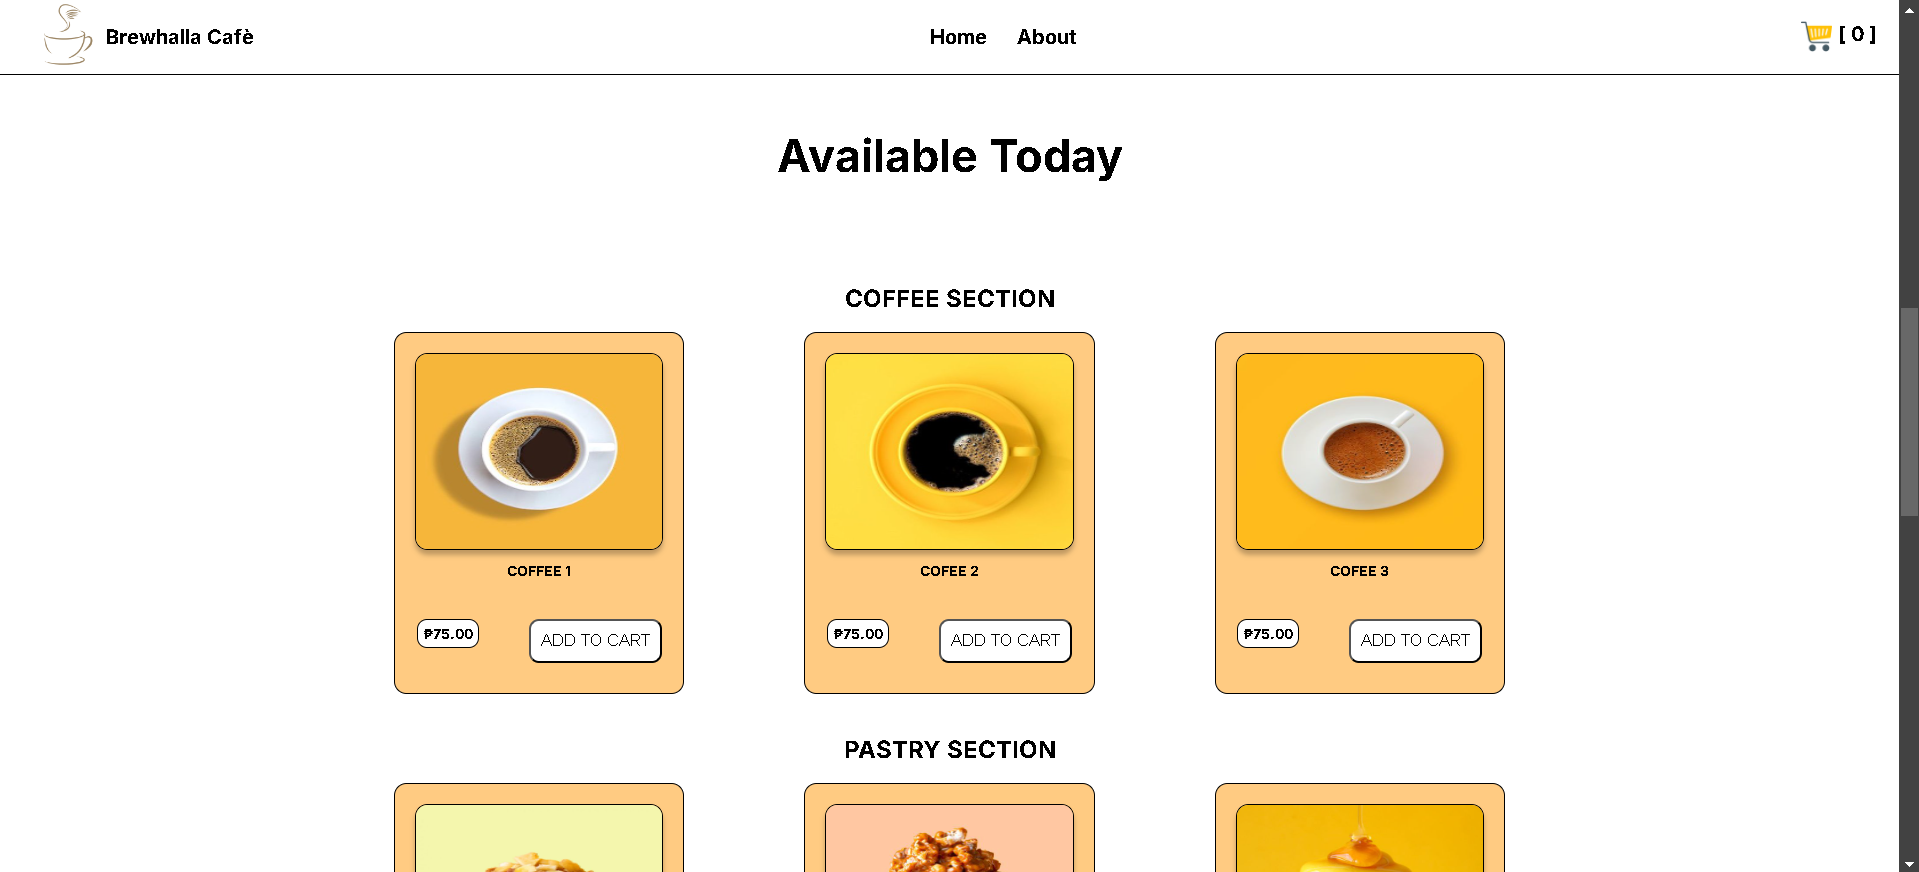 Brewhalla Cafè
Home About
[ 0 ]
Available Today
COFFEE SECTION
COFFEE 1
₱75.00 ADD TO CART
COFEE 2
₱75.00 ADD TO CART
COFEE 3
₱75.00 ADD TO CART
PASTRY SECTION